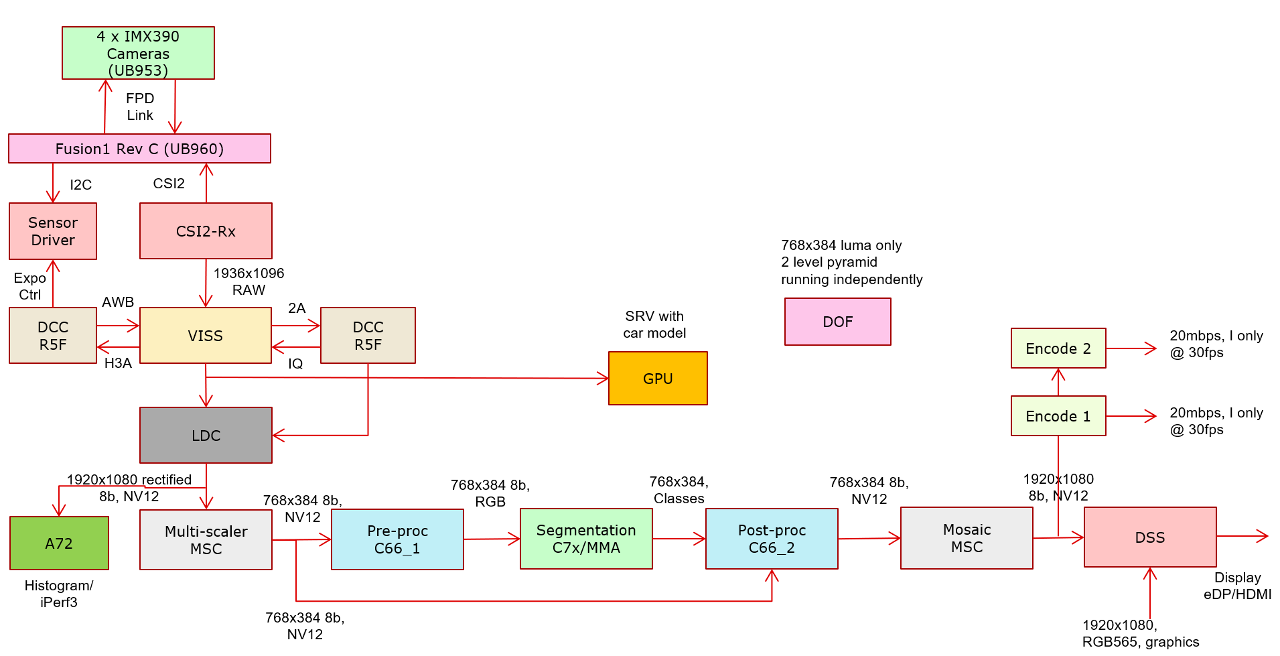 4 x IMX390
Cameras
(UB953)
FPD
Link
Fusion1 Rev C (UB960)
I2C
CSI2
Sensor
Driver
CSI2-Rx
Expo
Ctrl
1936x1096
RAW
AWB
2A
DCC
R5F
VISS
DCC
R5F
H3A
IQ
SRV with
car model
GPU
768x384 luma only
2 level pyramid
running independently
DOF
Encode 2
20mbps, I only
@ 30fps
Encode 1
20mbps, I only
@ 30fps
LDC
1920x1080 rectified
8b, NV12
768x384 8b,
NV12
768x384 8b,
RGB
768x384,
Classes
768x384 8b,
NV12
1920x1080
8b, NV12
A72
Histogram/
iPerf3
Multi-scaler
MSC
Pre-proc
C66_1
Segmentation
C7x/MMA
Post-proc
C66_2
Mosaic
MSC
DSS
Display
eDP/HDMI
768x384 8b,
NV12
1920x1080,
RGB565, graphics